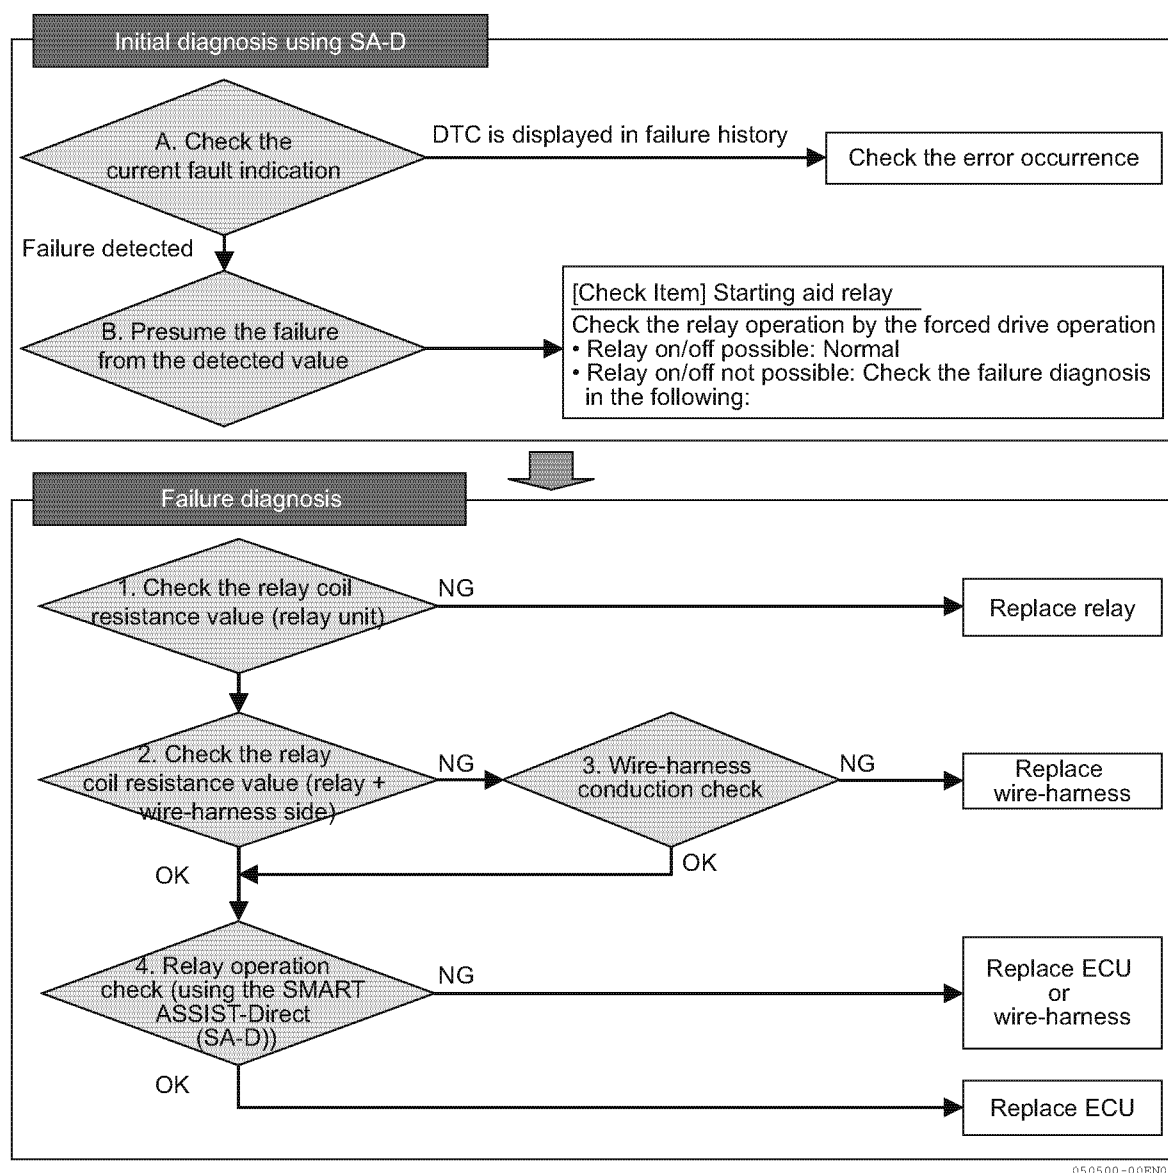 Initial diagnosis using SA-D
A. Check the
current fault indication
DTC is displayed in failure history
Check the error occurrence
Failure detected
B. Presume the failure
from the detected value
[Check Item] Starting aid relay
Check the relay operation by the forced drive operation
• Relay on/off possible: Normal
• Relay on/off not possible: Check the failure diagnosis
in the following:
Failure diagnosis
1. Check the relay coil
resistance value (relay unit)
NG
Replace relay
2. Check the relay
coil resistance value (relay +
wire-harness side)
NG
3. Wire-harness
conduction check
NG
Replace
wire-harness
OK
OK
4. Relay operation
check (using the SMART
ASSIST-Direct
(SA-D))
NG
Replace ECU
or
wire-harness
OK
Replace ECU